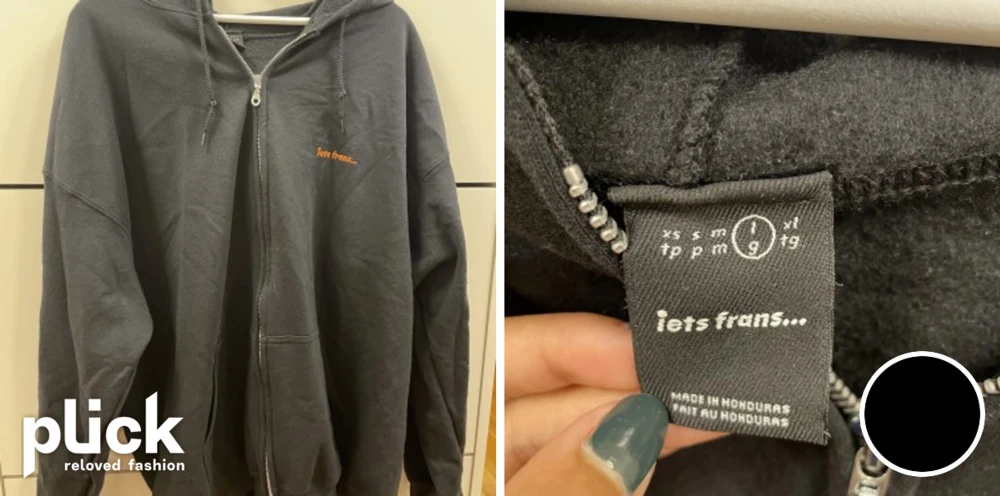 iets frans...
plick
reloved fashion
xs s m l xl
tp p m g tg
iets frans...
MADE IN HONDURAS
FAIT AU HONDURAS